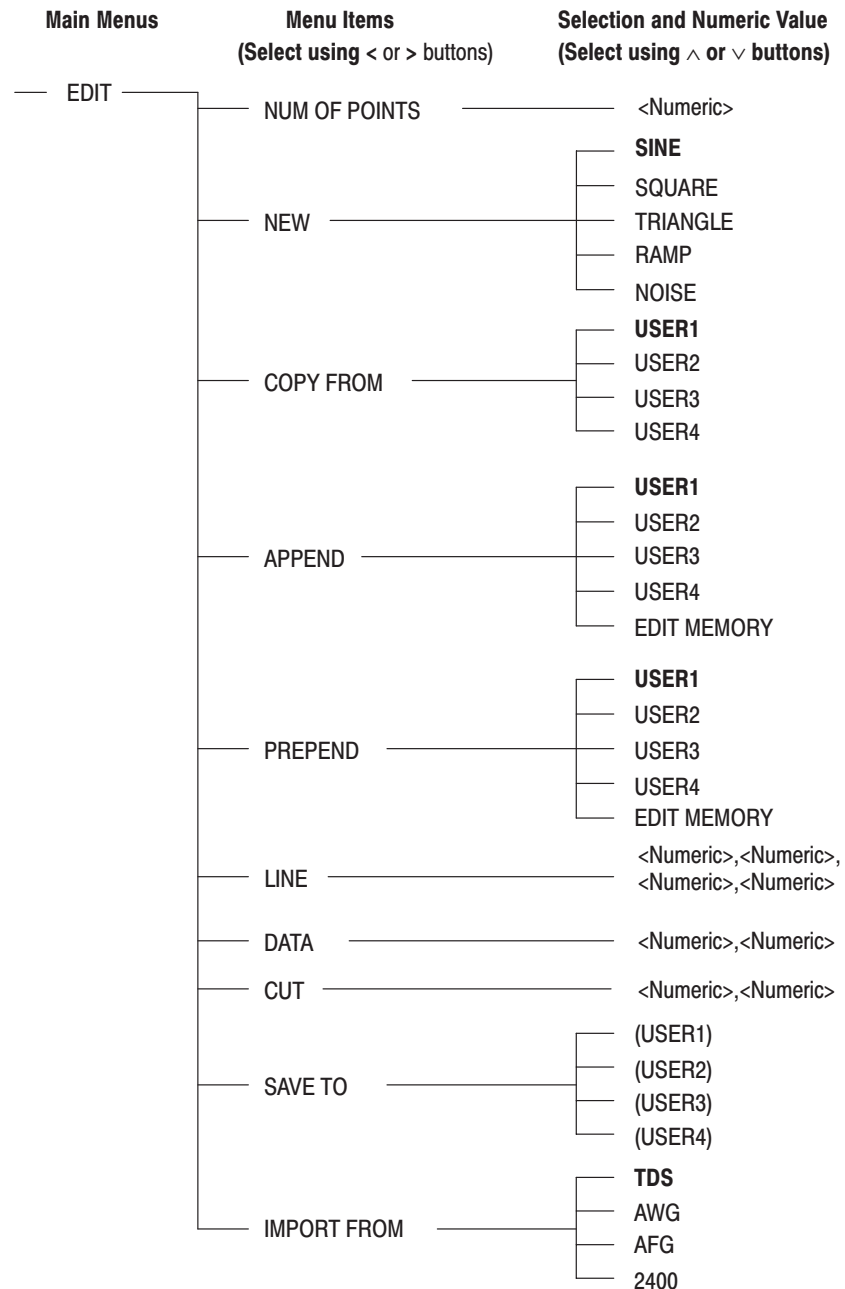 Main Menus Menu Items Selection and Numeric Value
(Select using < or > buttons) (Select using ∧ or ∨ buttons)
EDIT NUM OF POINTS <Numeric>
SINE
SQUARE
NEW TRIANGLE
RAMP
NOISE
USER1
USER2
COPY FROM
USER3
USER4
USER1
USER2
APPEND USER3
USER4
EDIT MEMORY
USER1
USER2
PREPEND USER3
USER4
EDIT MEMORY
<Numeric>,<Numeric>,
LINE <Numeric>,<Numeric>
DATA <Numeric>,<Numeric>
CUT <Numeric>,<Numeric>
(USER1)
(USER2)
SAVE TO
(USER3)
(USER4)
TDS
AWG
IMPORT FROM
AFG
2400